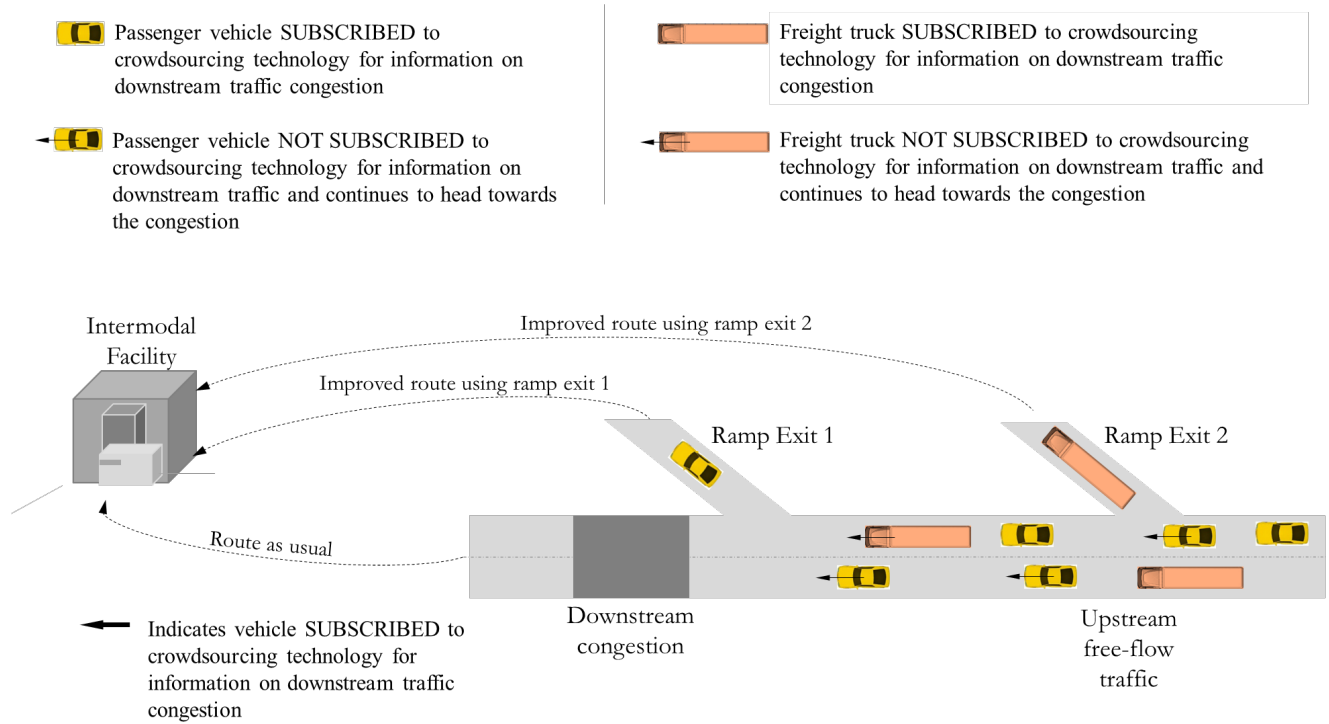 Passenger vehicle SUBSCRIBED to
crowdsourcing technology for information on
downstream traffic congestion
Passenger vehicle NOT SUBSCRIBED to
crowdsourcing technology for information on
downstream traffic and continues to head towards
the congestion
Freight truck SUBSCRIBED to crowdsourcing
technology for information on downstream traffic
congestion
Freight truck NOT SUBSCRIBED to crowdsourcing
technology for information on downstream traffic and
continues to head towards the congestion
Intermodal
Facility
Improved route using ramp exit 2
Improved route using ramp exit 1
Ramp Exit 1
Ramp Exit 2
Route as usual
Downstream
congestion
Upstream
free-flow
traffic
Indicates vehicle SUBSCRIBED to
crowdsourcing technology for
information on downstream traffic
congestion